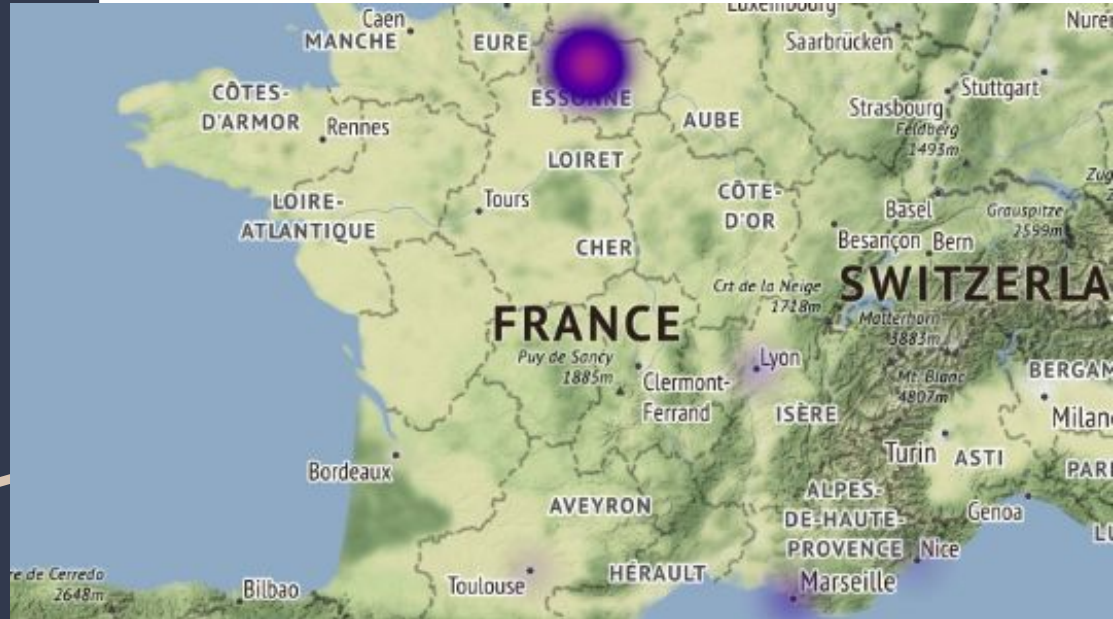 Caen
MANCHE
EURE
Luxembourg
Saarbrücken
CÔTES-
D'ARMOR
Rennes
ESSONNE
AUBE
Strasbourg
Stuttgart
Feldberg
1493m
LOIRET
LOIRE-
ATLANTIQUE
Tours
CÔTE-
D'OR
Basel
Grauspitze
2599m
CHER
Besançon
Bern
Crt de la Neige
1718m
SWITZERLA
FRANCE
Matterhorn
3883m
Puy de Sancy
1885m
Lyon
Mt. Blanc
4807m
BERGAM
Clermont-
Ferrand
ISÈRE
Milan
Turin
ASTI
Bordeaux
AVEYRON
ALPES-
DE-HAUTE-
PROVENCE
Genoa
Nice
re de Cerredo
2648m
Bilbao
Toulouse
HÉRAULT
Marseille